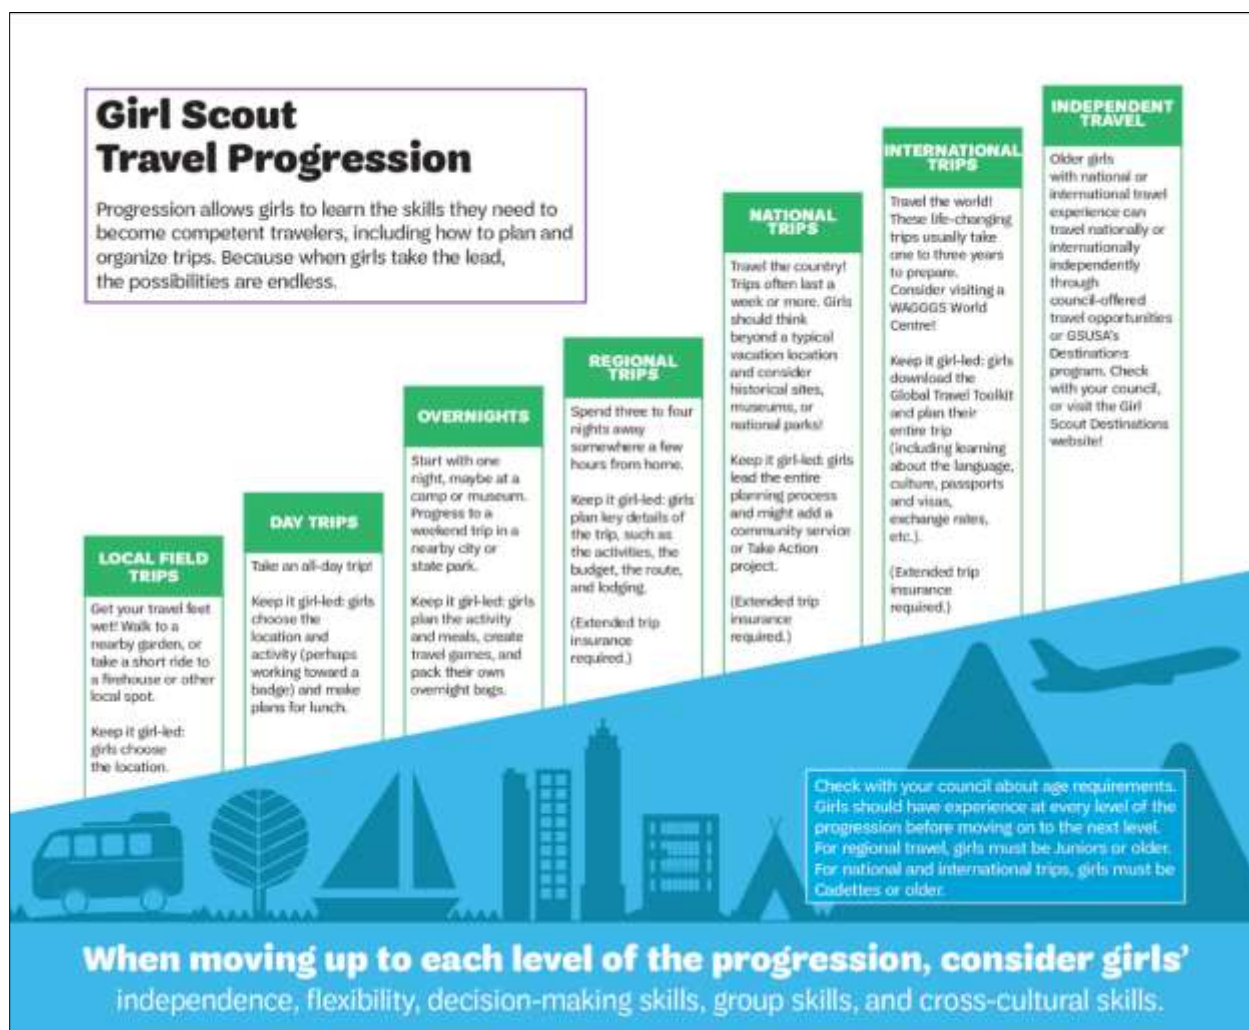 Girl Scout
Travel Progression
Progression allows girls to learn the skills they need to
become competent travelers, including how to plan and
organize trips. Because when girls take the lead,
the possibilities are endless.
LOCAL FIELD
TRIPS
Get your travel feet
wet! Walk to a
nearby garden, or
take a short ride to
a firehouse or other
local spot.
Keep it girl-led:
girls choose
the location.
DAY TRIPS
Take an all-day trip!
Keep it girl-led: girls
choose the
location and
activity (perhaps
working toward a
badge) and make
plans for lunch.
OVERNIGHTS
Start with one
night, maybe at a
camp or museum.
Progress to a
weekend trip in a
nearby city or
state park.
Keep it girl-led: girls
plan the activity
and meals, create
travel games, and
pack their own
overnight bags.
REGIONAL
TRIPS
Spend three to four
nights away
somewhere a few
hours from home.
Keep it girl-led: girls
plan key details of
the trip, such as
the activities, the
budget, the route,
and lodging.
(Extended trip
insurance
required.)
NATIONAL
TRIPS
Travel the country!
Trips often last a
week or more. Girls
should think
beyond a typical
vacation location
and consider
historical sites,
museums, or
national parks!
Keep it girl-led: girls
lead the entire
planning process
and might add a
community service
or Take Action
project.
(Extended trip
insurance
required.)
INTERNATIONAL
TRIPS
Travel the world!
These life-changing
trips usually take
one to three years
to prepare.
Consider visiting a
WAGGGS World
Centre!
Keep it girl-led: girls
download the
Global Travel Toolkit
and plan their
entire trip
(including learning
about the language,
culture, passports
and visas,
exchange rates,
etc.).
(Extended trip
insurance
required.)
INDEPENDENT
TRAVEL
Older girls
with national or
international travel
experience can
travel nationally or
internationally
independently
through
council-offered
travel opportunities
or GSUSA's
Destinations
program. Check
with your council,
or visit the Girl
Scout Destinations
website!
Check with your council about age requirements.
Girls should have experience at every level of the
progression before moving on to the next level.
For regional travel, girls must be Juniors or older.
For national and international trips, girls must be
Cadettes or older.
When moving up to each level of the progression, consider girls'
independence, flexibility, decision-making skills, group skills, and cross-cultural skills.